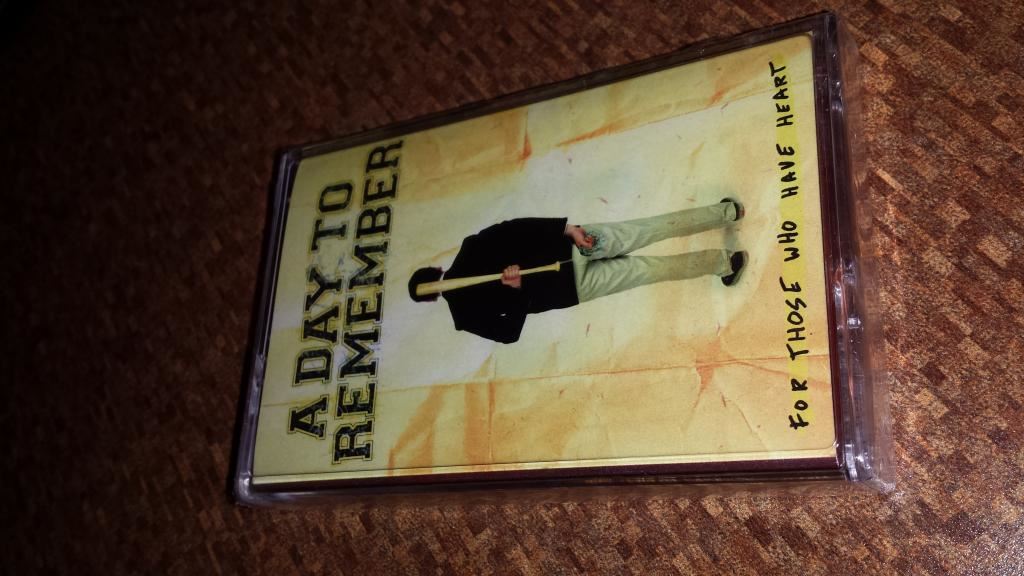 A DAY TO
REMEMBER
FOR THOSE WHO HAVE HEART